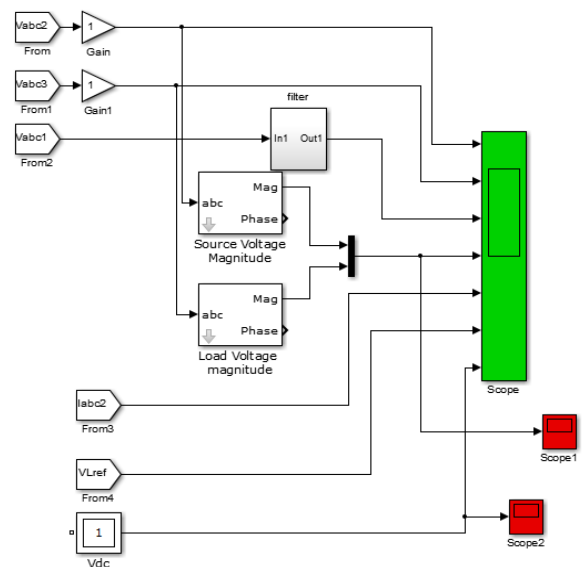 Vabc2
1
From
Gain
Vabc3
1
From1
Gain1
filter
Vabc1
In1
Out1
From2
Mag
abc
Phase
Source Voltage
Magnitude
Mag
abc
Phase
Load Voltage
magnitude
Iabc2
From3
Scope
VLref
From4
Scope1
1
Vdc
Scope2